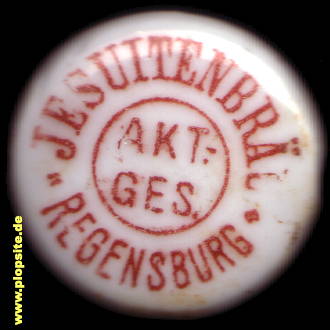 JESUITENBRÄU
AKT:
GES.
" REGENSBURG "
www.plopsite.de